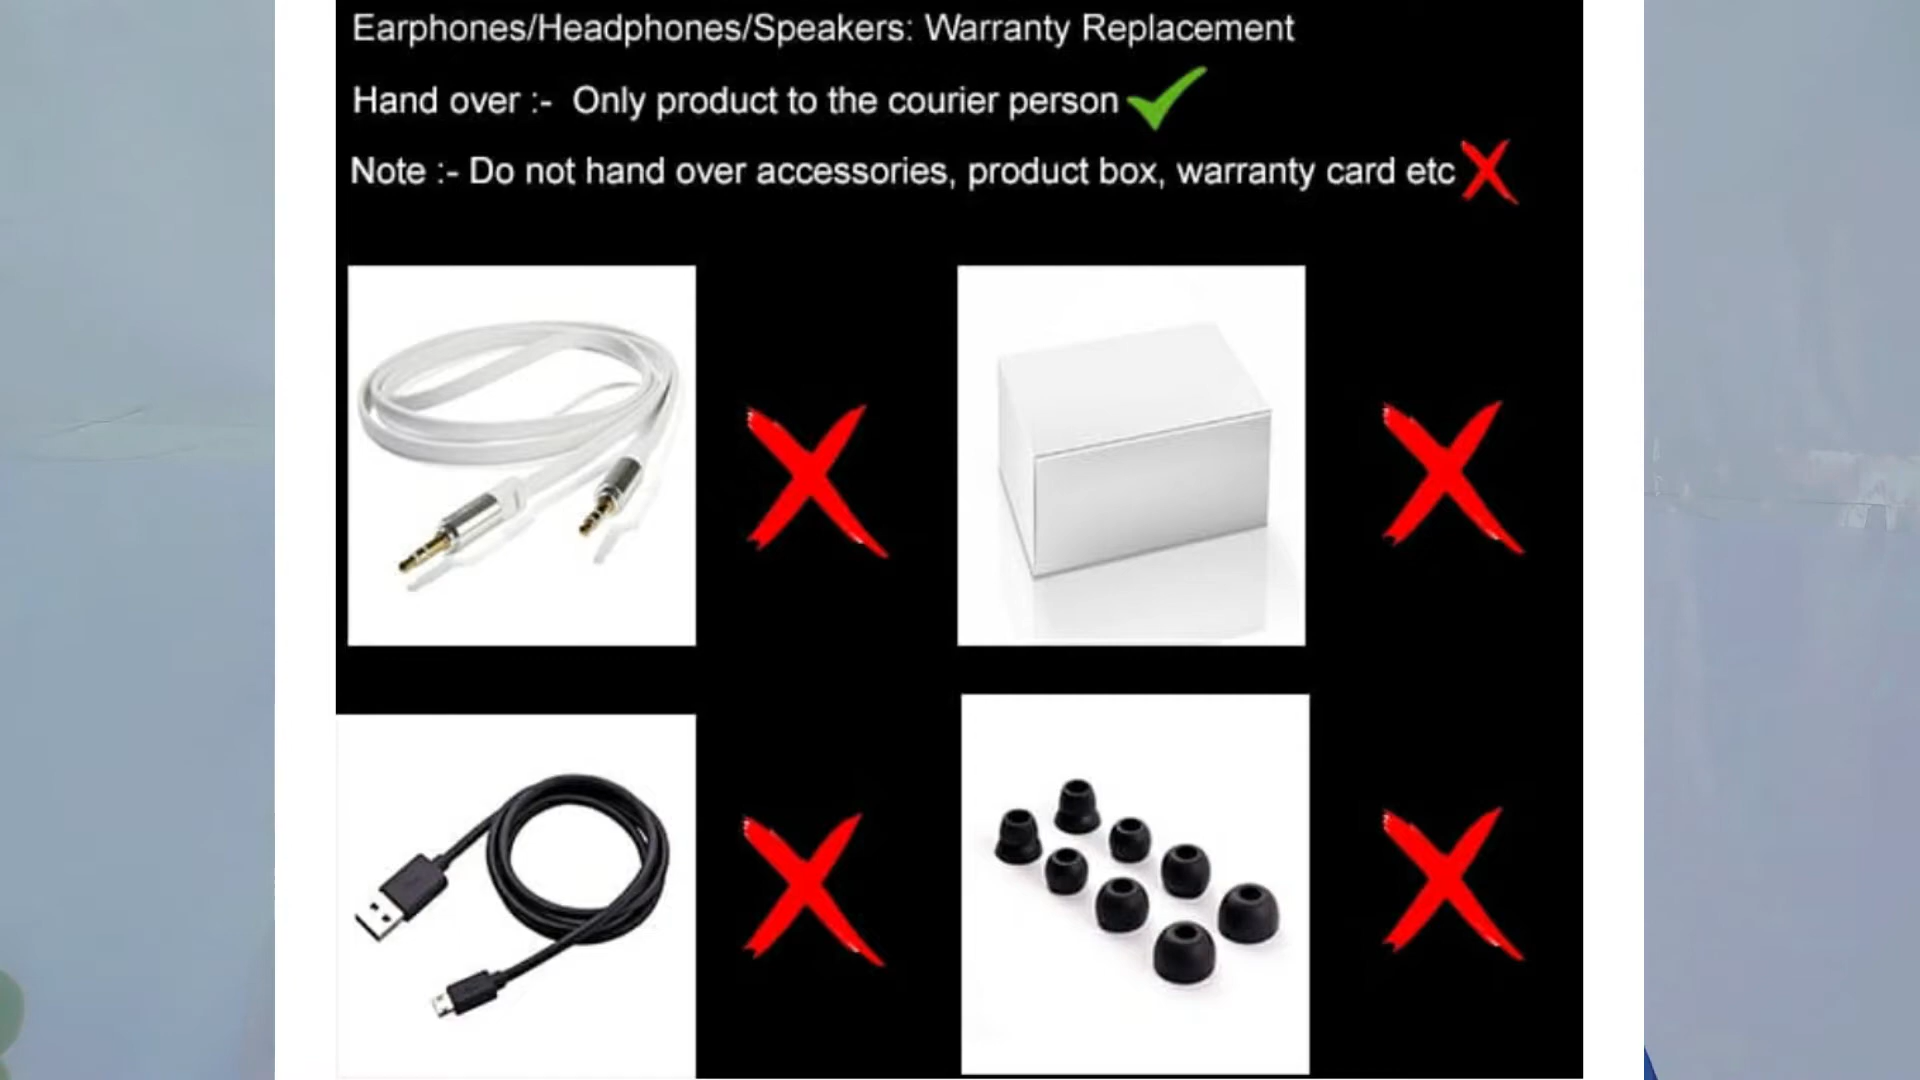 Earphones/Headphones/Speakers: Warranty Replacement
Hand over :- Only product to the courier person
Note :- Do not hand over accessories, product box, warranty card etc